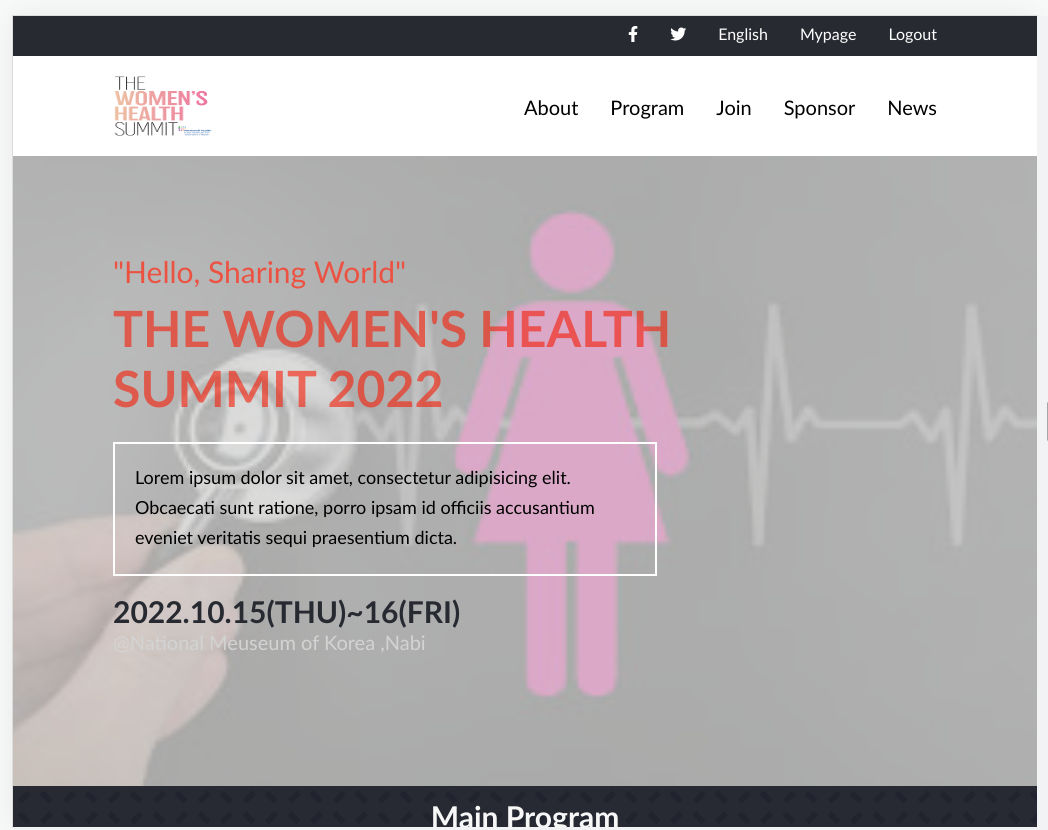 English Mypage Logout
THE
WOMEN'S
HEALTH
SUMMIT
About Program Join Sponsor News
"Hello, Sharing World"
THE WOMEN'S HEALTH
SUMMIT 2022
Lorem ipsum dolor sit amet, consectetur adipisicing elit.
Obcaecati sunt ratione, porro ipsam id officiis accusantium
eveniet veritatis sequi praesentium dicta.
2022.10.15(THU)~16(FRI)
@National Meuseum of Korea ,Nabi
Main Program